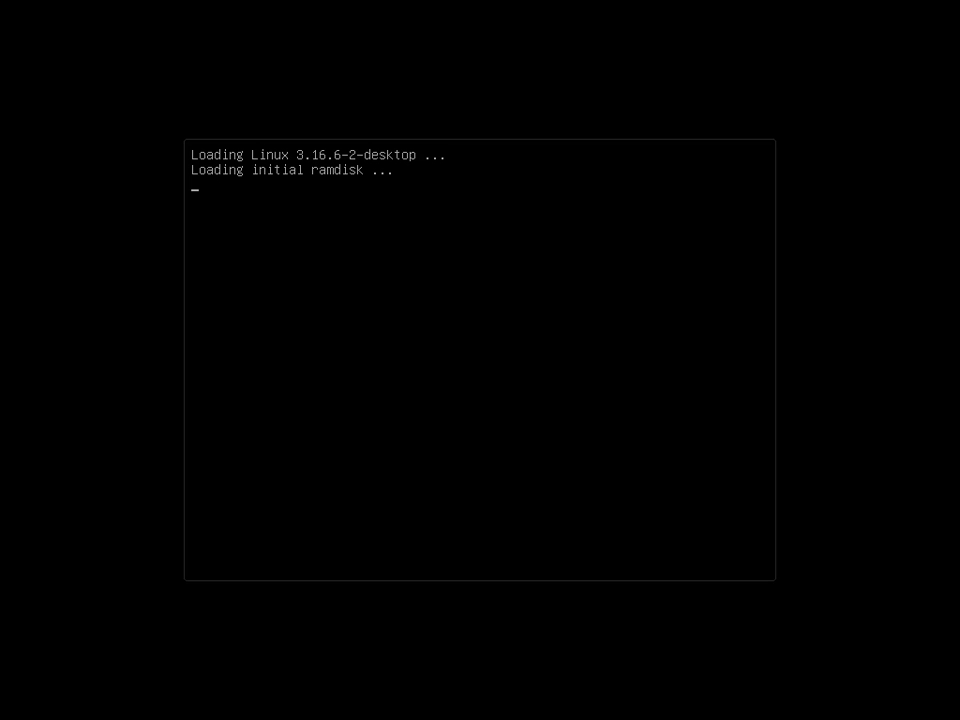 Loading Linux 3.16.6-2-desktop ...
Loading initial ramdisk ...